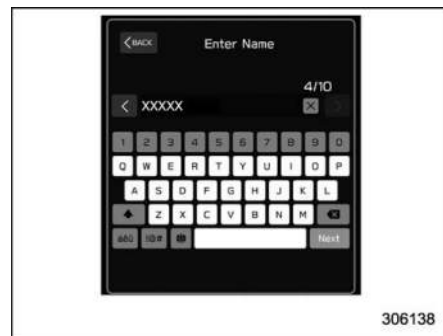 BACK Enter Name
4/10
XXXXX
1 2 3 4 5 6 7 8 9 0
Q W E R T Y U I O P
A S D F G H J K L
Z X C V B N M
!@# Next
306138